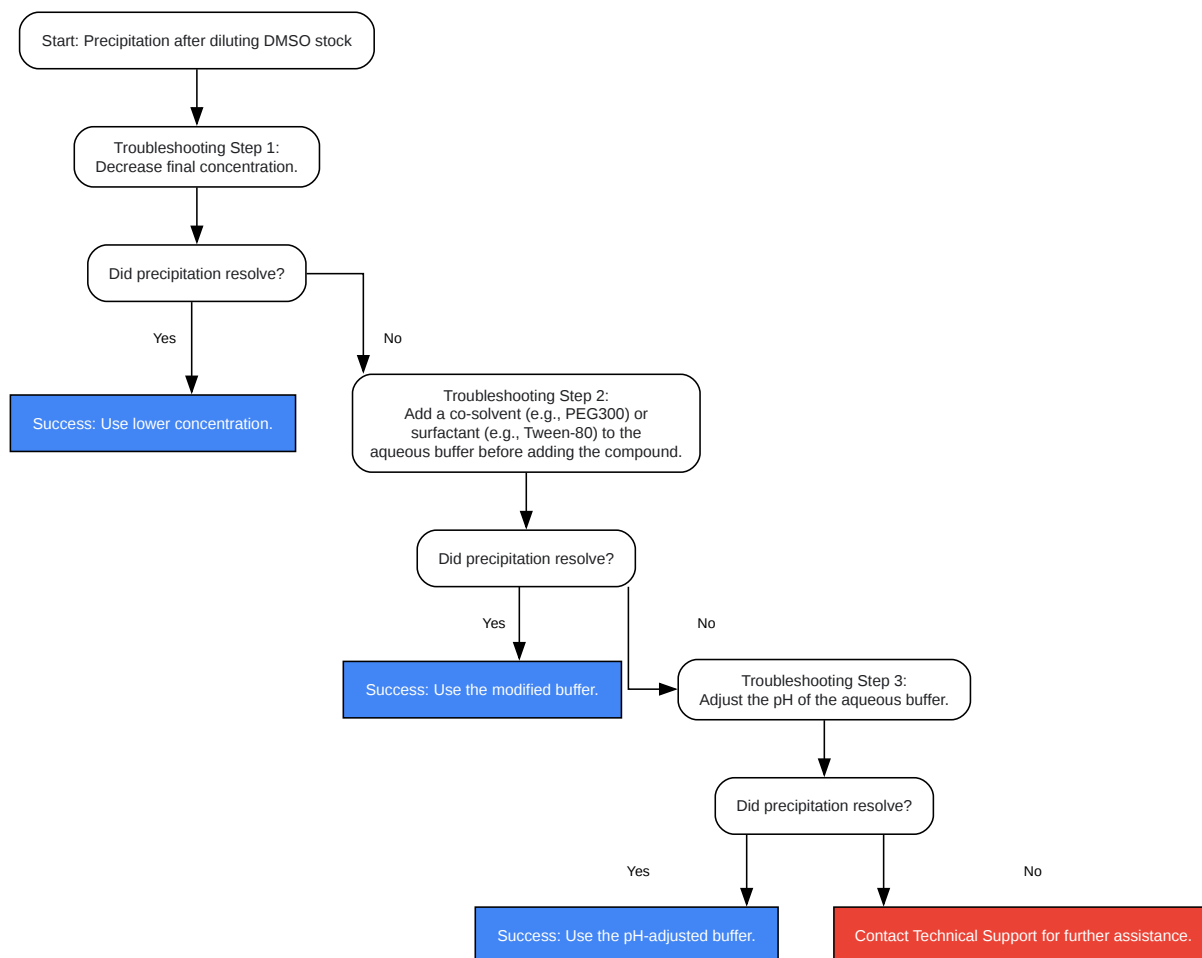 Start: Precipitation after diluting DMSO stock
Troubleshooting Step 1:
Decrease final concentration.
Did precipitation resolve?
Yes
No
Success: Use lower concentration.
Troubleshooting Step 2:
Add a co-solvent (e.g., PEG300) or
surfactant (e.g., Tween-80) to the
aqueous buffer before adding the compound.
Did precipitation resolve?
Yes
No
Success: Use the modified buffer.
Troubleshooting Step 3:
Adjust the pH of the aqueous buffer.
Did precipitation resolve?
Yes
No
Success: Use the pH-adjusted buffer.
Contact Technical Support for further assistance.